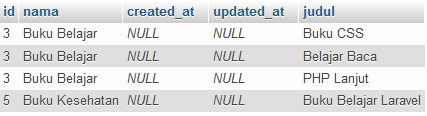 id nama created_at updated_at judul
3 Buku Belajar NULL NULL Buku CSS
3 Buku Belajar NULL NULL Belajar Baca
3 Buku Belajar NULL NULL PHP Lanjut
5 Buku Kesehatan NULL NULL Buku Belajar Laravel